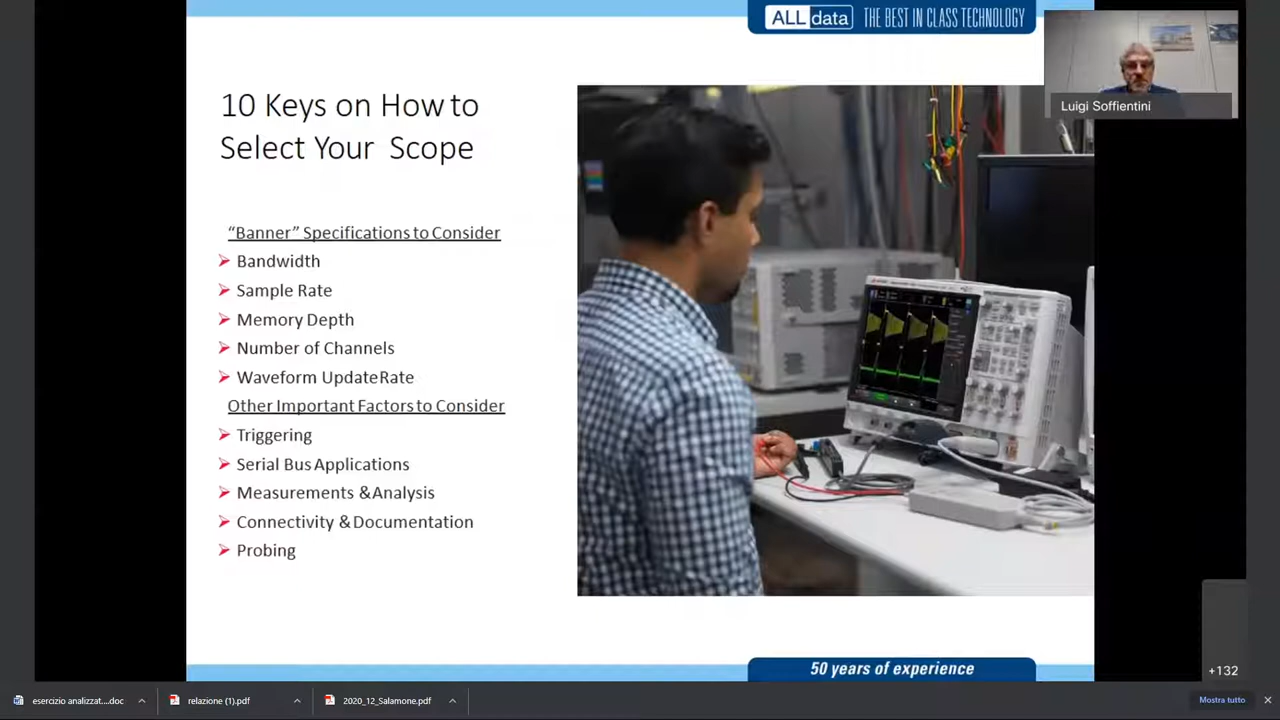 ALLdata THE BEST IN CLASS TECHNOLOGY
Luigi Soffientini
10 Keys on How to
Select Your Scope
“Banner” Specifications to Consider
Bandwidth
Sample Rate
Memory Depth
Number of Channels
Waveform Update Rate
Other Important Factors to Consider
Triggering
Serial Bus Applications
Measurements & Analysis
Connectivity & Documentation
Probing
50 years of experience
+132
esercizio analizzat....doc
relazione (1).pdf
2020_12_Salamone.pdf
Mostra tutto